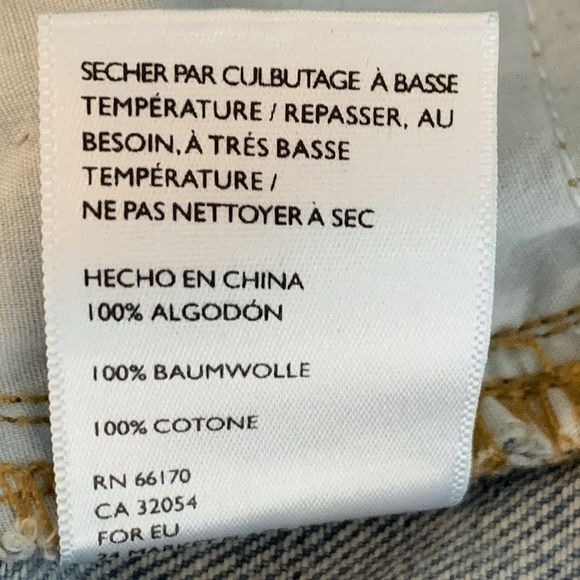 SECHER PAR CULBUTAGE À BASSE
TEMPÉRATURE / REPASSER, AU
BESOIN, À TRÉS BASSE
TEMPÉRATURE /
NE PAS NETTOYER À SEC
HECHO EN CHINA
100% ALGODÓN
100% BAUMWOLLE
100% COTONE
RN 66170
CA 32054
FOR EU